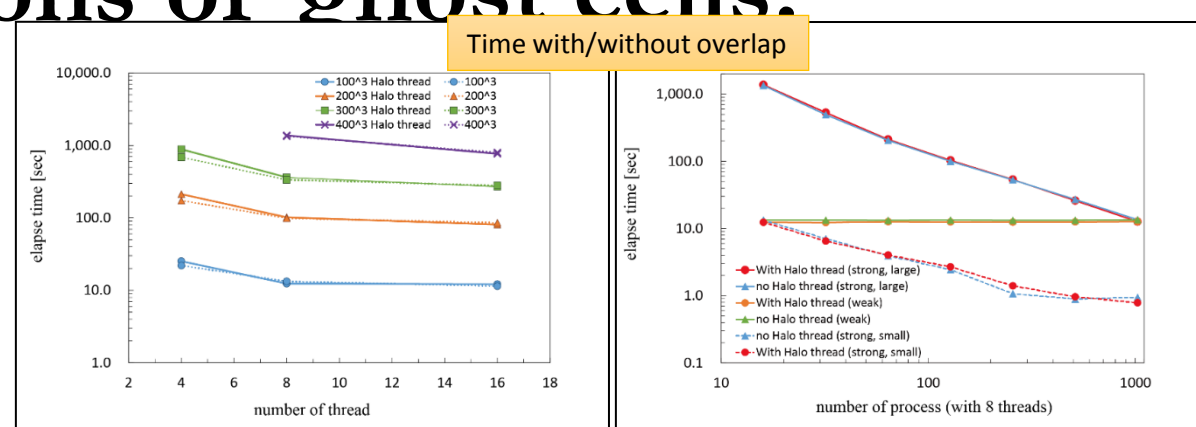 ons of ghost cells.
Time with/without overlap
10,000.0
1,000.0
100.0
10.0
1.0
elapse time [sec]
100^3 Halo thread 100^3
200^3 Halo thread 200^3
300^3 Halo thread 300^3
400^3 Halo thread 400^3
2 4 6 8 10 12 14 16 18
number of thread
1,000.0
100.0
10.0
1.0
0.1
elapse time [sec]
With Halo thread (strong, large)
no Halo thread (strong, large)
With Halo thread (weak)
no Halo thread (weak)
no Halo thread (strong, small)
With Halo thread (strong, small)
10 100 1000
number of process (with 8 threads)